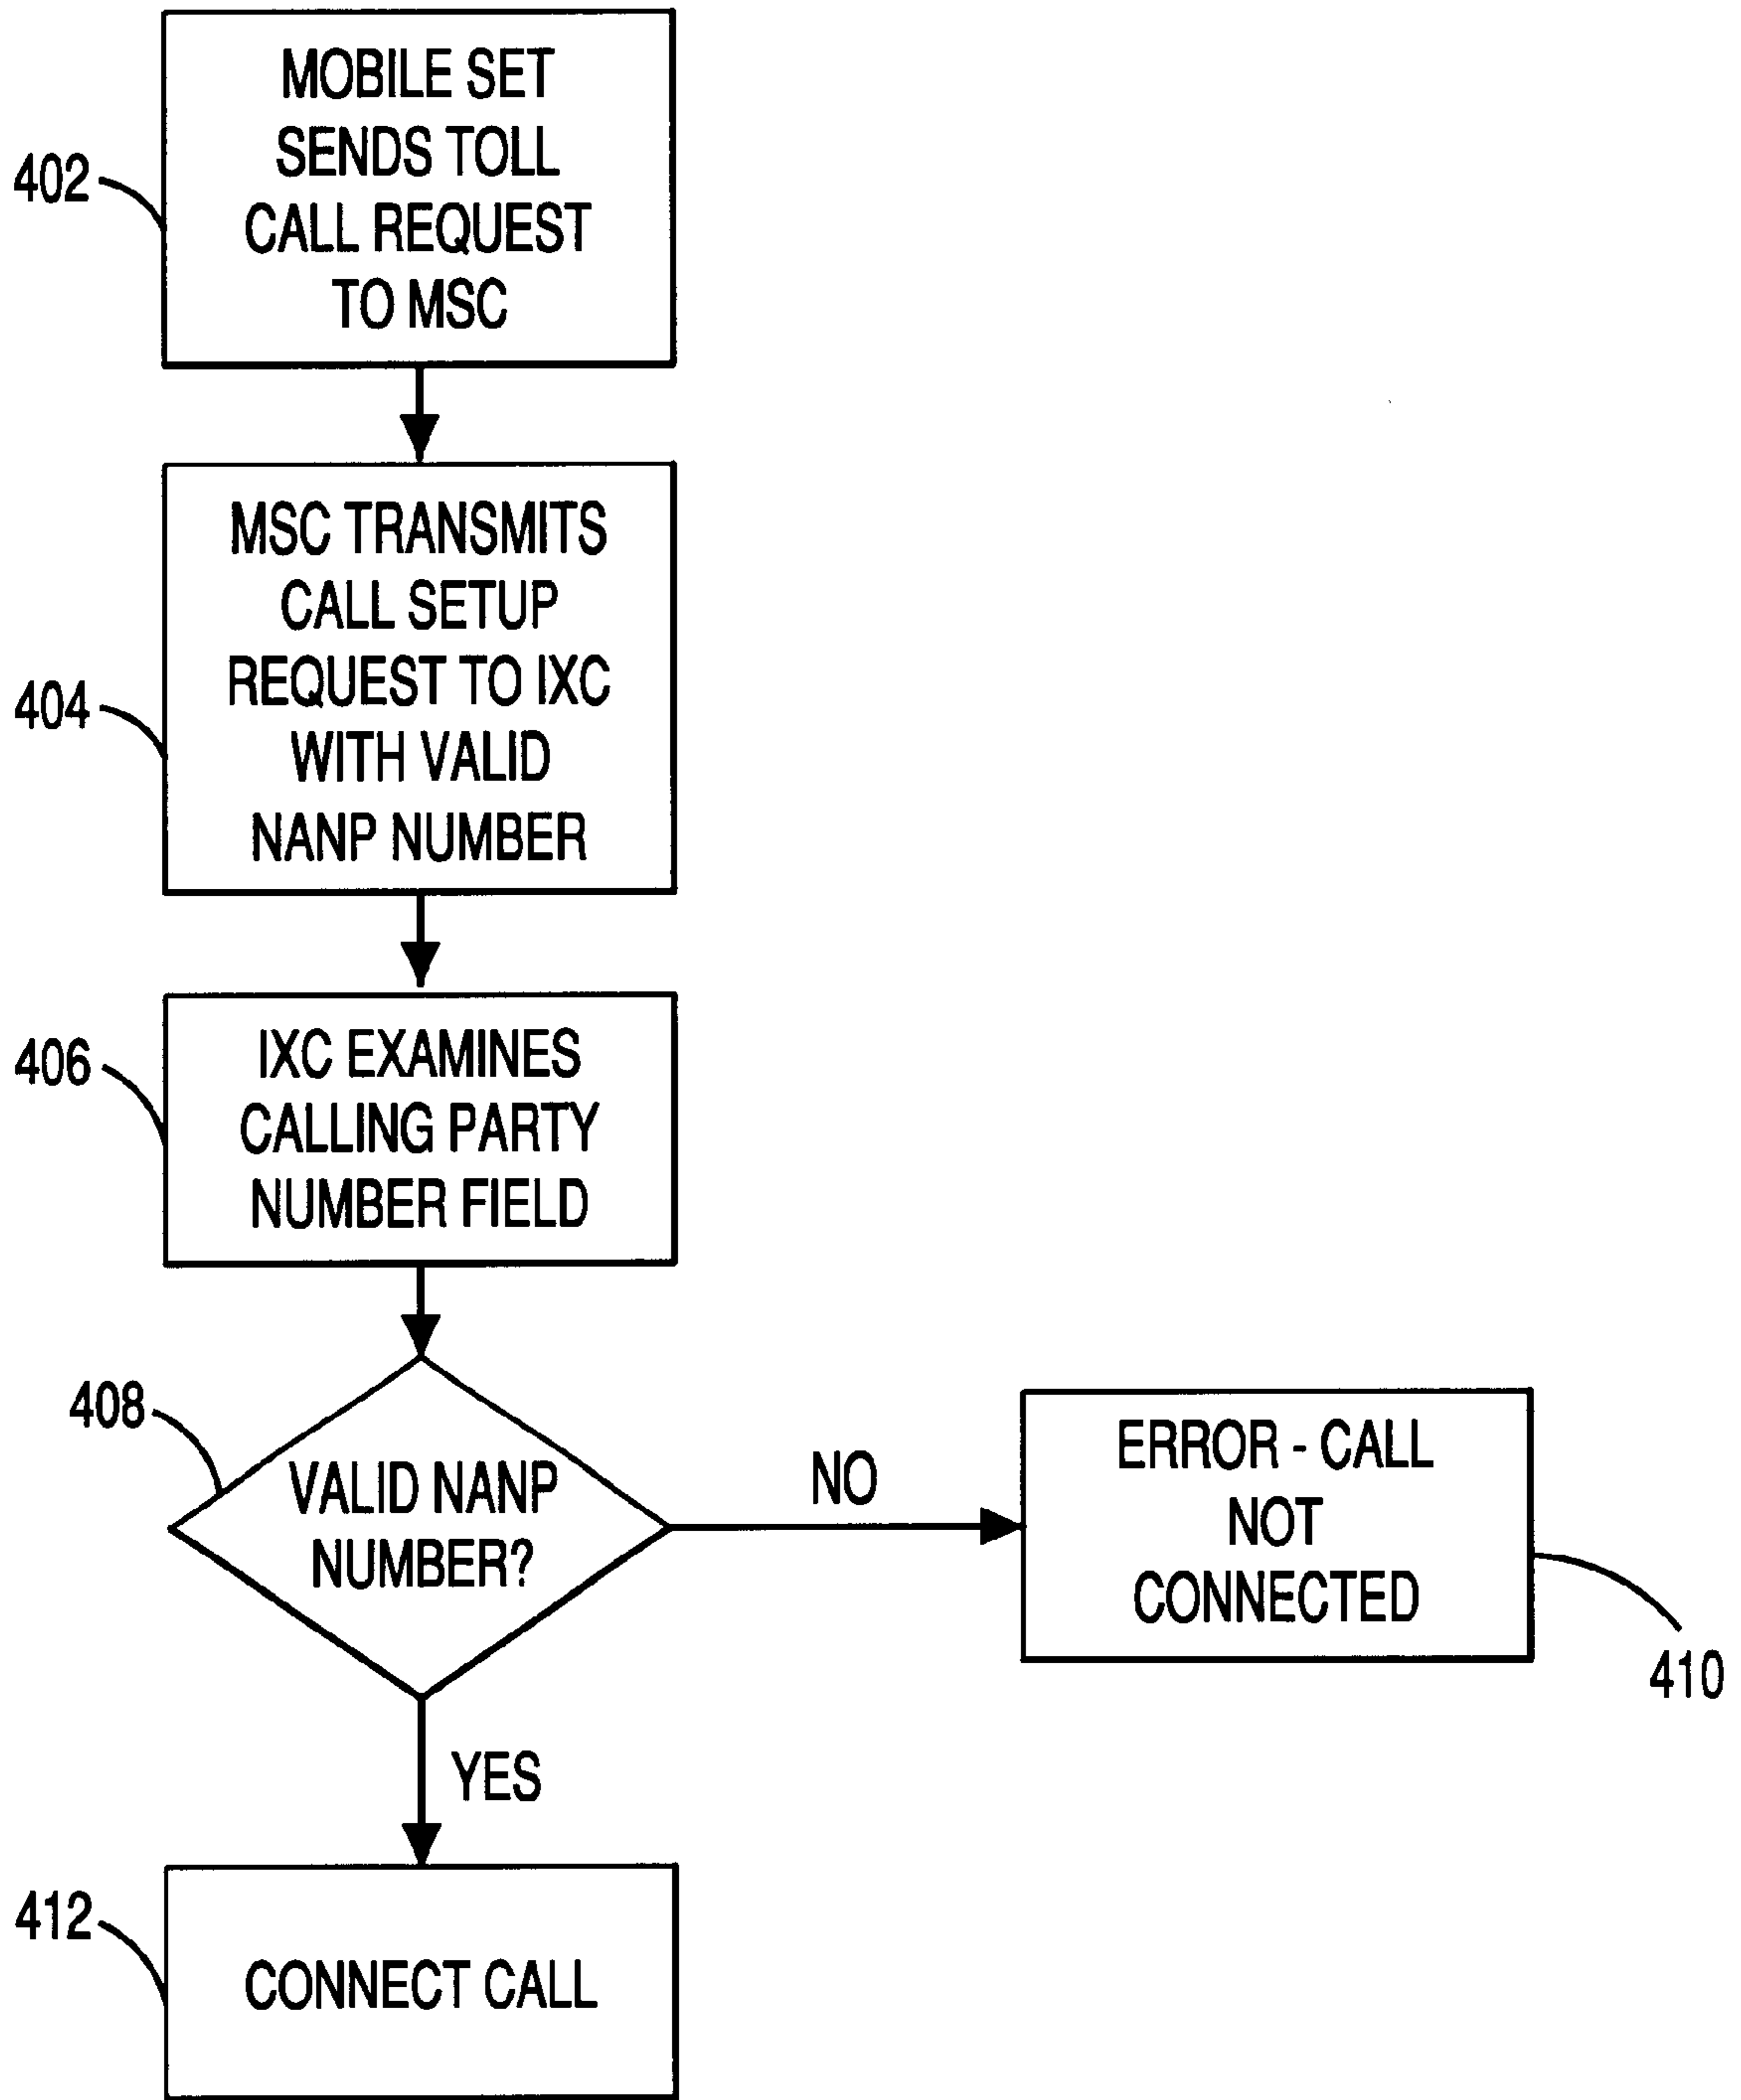 402
MOBILE SET
SENDS TOLL
CALL REQUEST
TO MSC
404
MSC TRANSMITS
CALL SETUP
REQUEST TO IXC
WITH VALID
NANP NUMBER
406
IXC EXAMINES
CALLING PARTY
NUMBER FIELD
408
VALID NANP
NUMBER?
NO
ERROR - CALL
NOT
CONNECTED
410
YES
412
CONNECT CALL